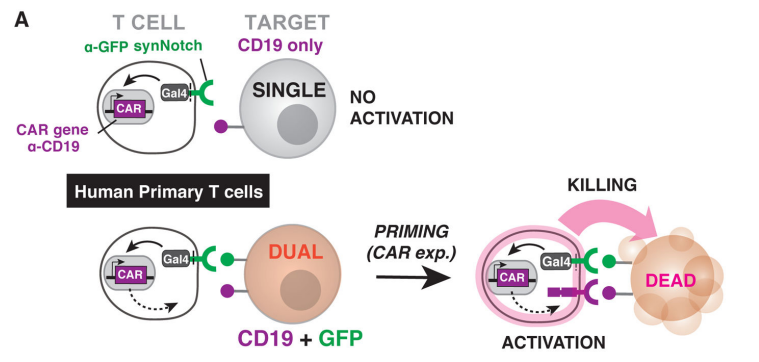 A
T CELL
TARGET
α-GFP synNotch
CD19 only
Gal4
CAR
SINGLE
NO
ACTIVATION
CAR gene
α-CD19
Human Primary T cells
KILLING
Gal4
CAR
DUAL
PRIMING
(CAR exp.)
Gal4
CAR
DEAD
CD19 + GFP
ACTIVATION